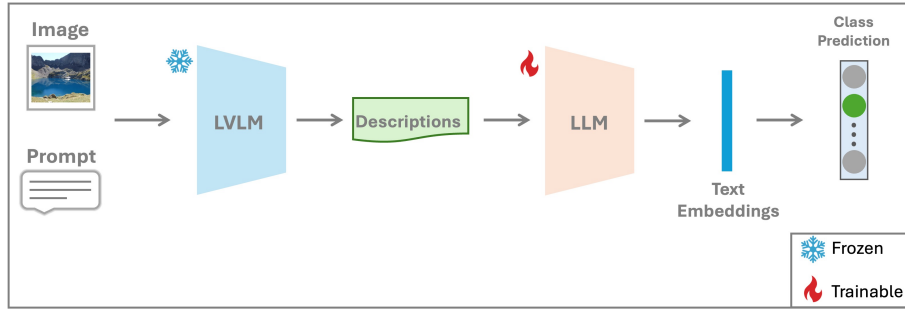 Image
Prompt
LVLM
Descriptions
LLM
Text
Embeddings
Class
Prediction
Frozen
Trainable